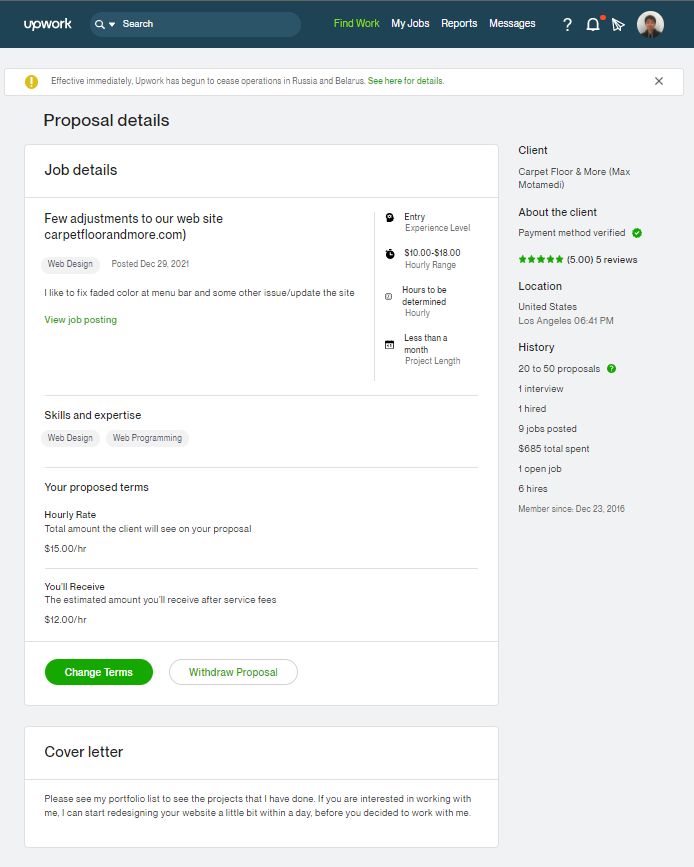 upwork
Search
Find Work
My Jobs
Reports
Messages
?
Effective immediately, Upwork has begun to cease operations in Russia and Belarus. See here for details.
Proposal details
Job details
Few adjustments to our web site
carpetfloorandmore.com)
Web Design
Posted Dec 29, 2021
I like to fix faded color at menu bar and some other issue/update the site
View job posting
Entry
Experience Level
$10.00-$18.00
Hourly Range
Hours to be
determined
Hourly
Less than a
month
Project Length
Skills and expertise
Web Design
Web Programming
Your proposed terms
Hourly Rate
Total amount the client will see on your proposal
$15.00/hr
You'll Receive
The estimated amount you'll receive after service fees
$12.00/hr
Change Terms
Withdraw Proposal
Cover letter
Please see my portfolio list to see the projects that I have done. If you are interested in working with
me, I can start redesigning your website a little bit within a day, before you decided to work with me.
Client
Carpet Floor & More (Max
Motamedi)
About the client
Payment method verified
(5.00) 5 reviews
Location
United States
Los Angeles 06:41 PM
History
20 to 50 proposals ?
1 interview
1 hired
9 jobs posted
$685 total spent
1 open job
6 hires
Member since: Dec 23, 2016